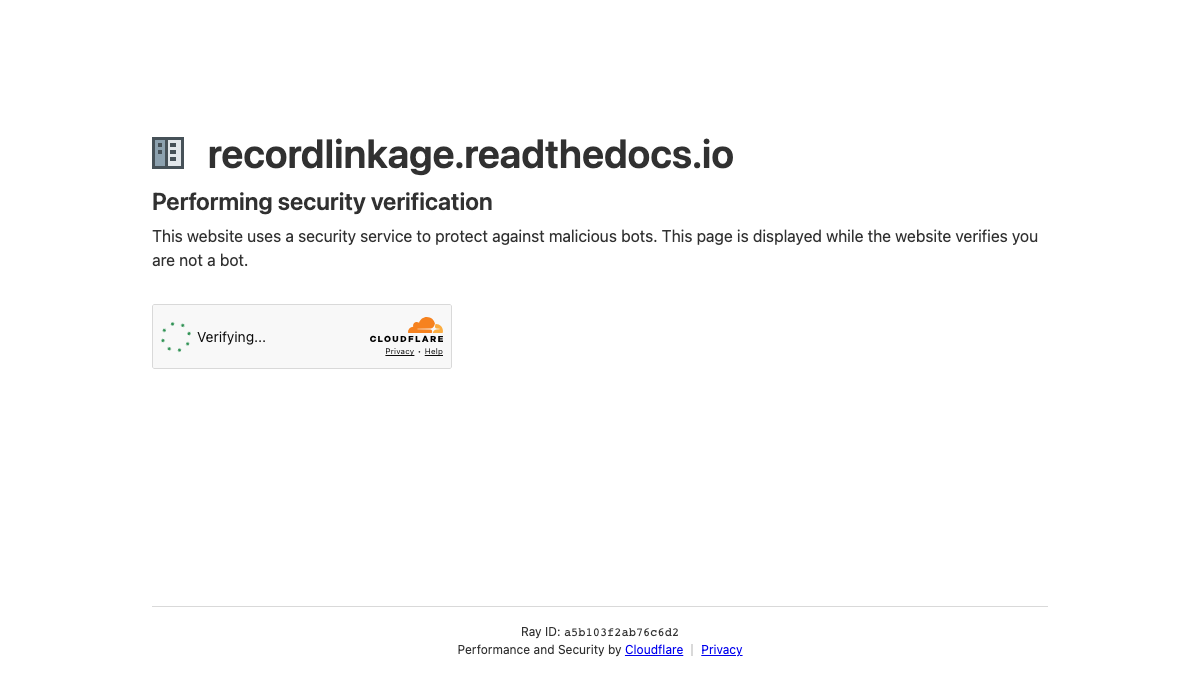 recordlinkage.readthedocs.io
Performing security verification
This website uses a security service to protect against malicious bots. This page is displayed while the website verifies you
are not a bot.
Verifying...
CLOUDFLARE
Privacy • Help
Ray ID: a5b103f2ab76c6d2
Performance and Security by Cloudflare | Privacy